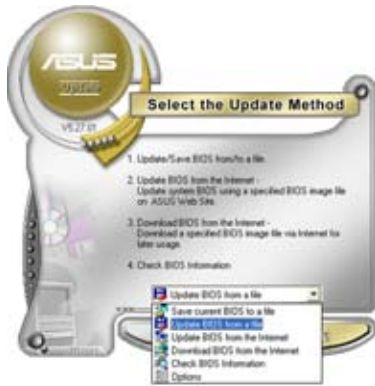 ASUS
Update
Select the Update Method
1. Update/Save BIOS from/to a file.
2. Update BIOS from the Internet -
Update system BIOS using a specified BIOS image file
on ASUS Web Site.
3. Download BIOS from the Internet -
Download a specified BIOS image file via Internet for
later usage.
4. Check BIOS Information
Update BIOS from a file
Save current BIOS to a file
Update BIOS from a file
Update BIOS from the Internet
Download BIOS from the Internet
Check BIOS Information
Options